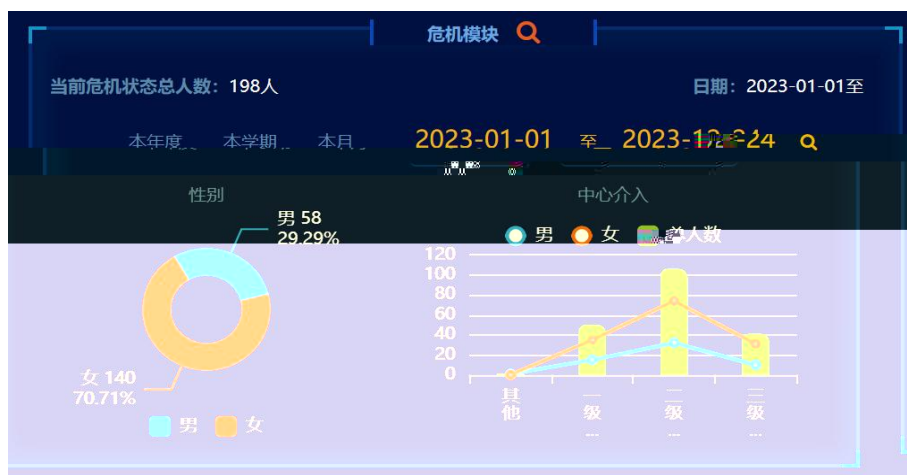 危机模块
当前危机状态总人数：198人
日期：2023-01-01至
本年度 本学期 本月 2023-01-01 至 2023-12-24
性别
男 58
29.29%
女 140
70.71%
男 女
中心介入
男 女 总人数
120
100
80
60
40
20
0
其他 一级... 二级... 三级...